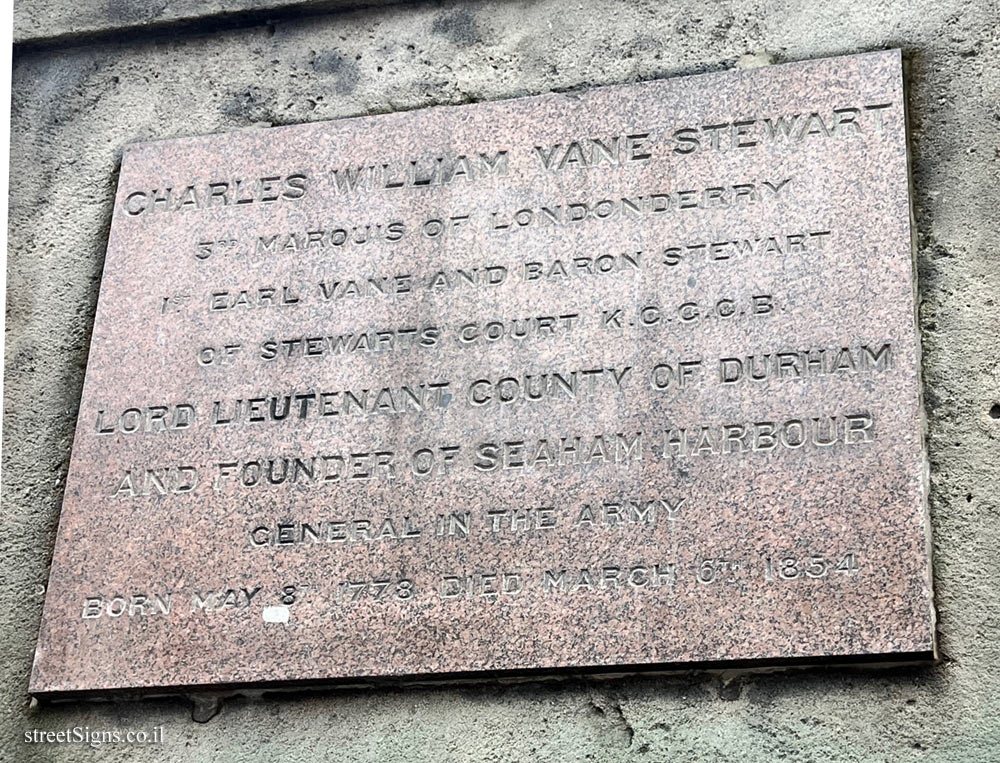 CHARLES WILLIAM VANE STEWART
3RD MARQUIS OF LONDONDERRY
1ST EARL VANE AND BARON STEWART
OF STEWARTS COURT K.G.G.C.B.
LORD LIEUTENANT COUNTY OF DURHAM
AND FOUNDER OF SEAHAM HARBOUR
GENERAL IN THE ARMY
BORN MAY 8T 1778 DIED MARCH 6TH 1854
streetSigns.co.il